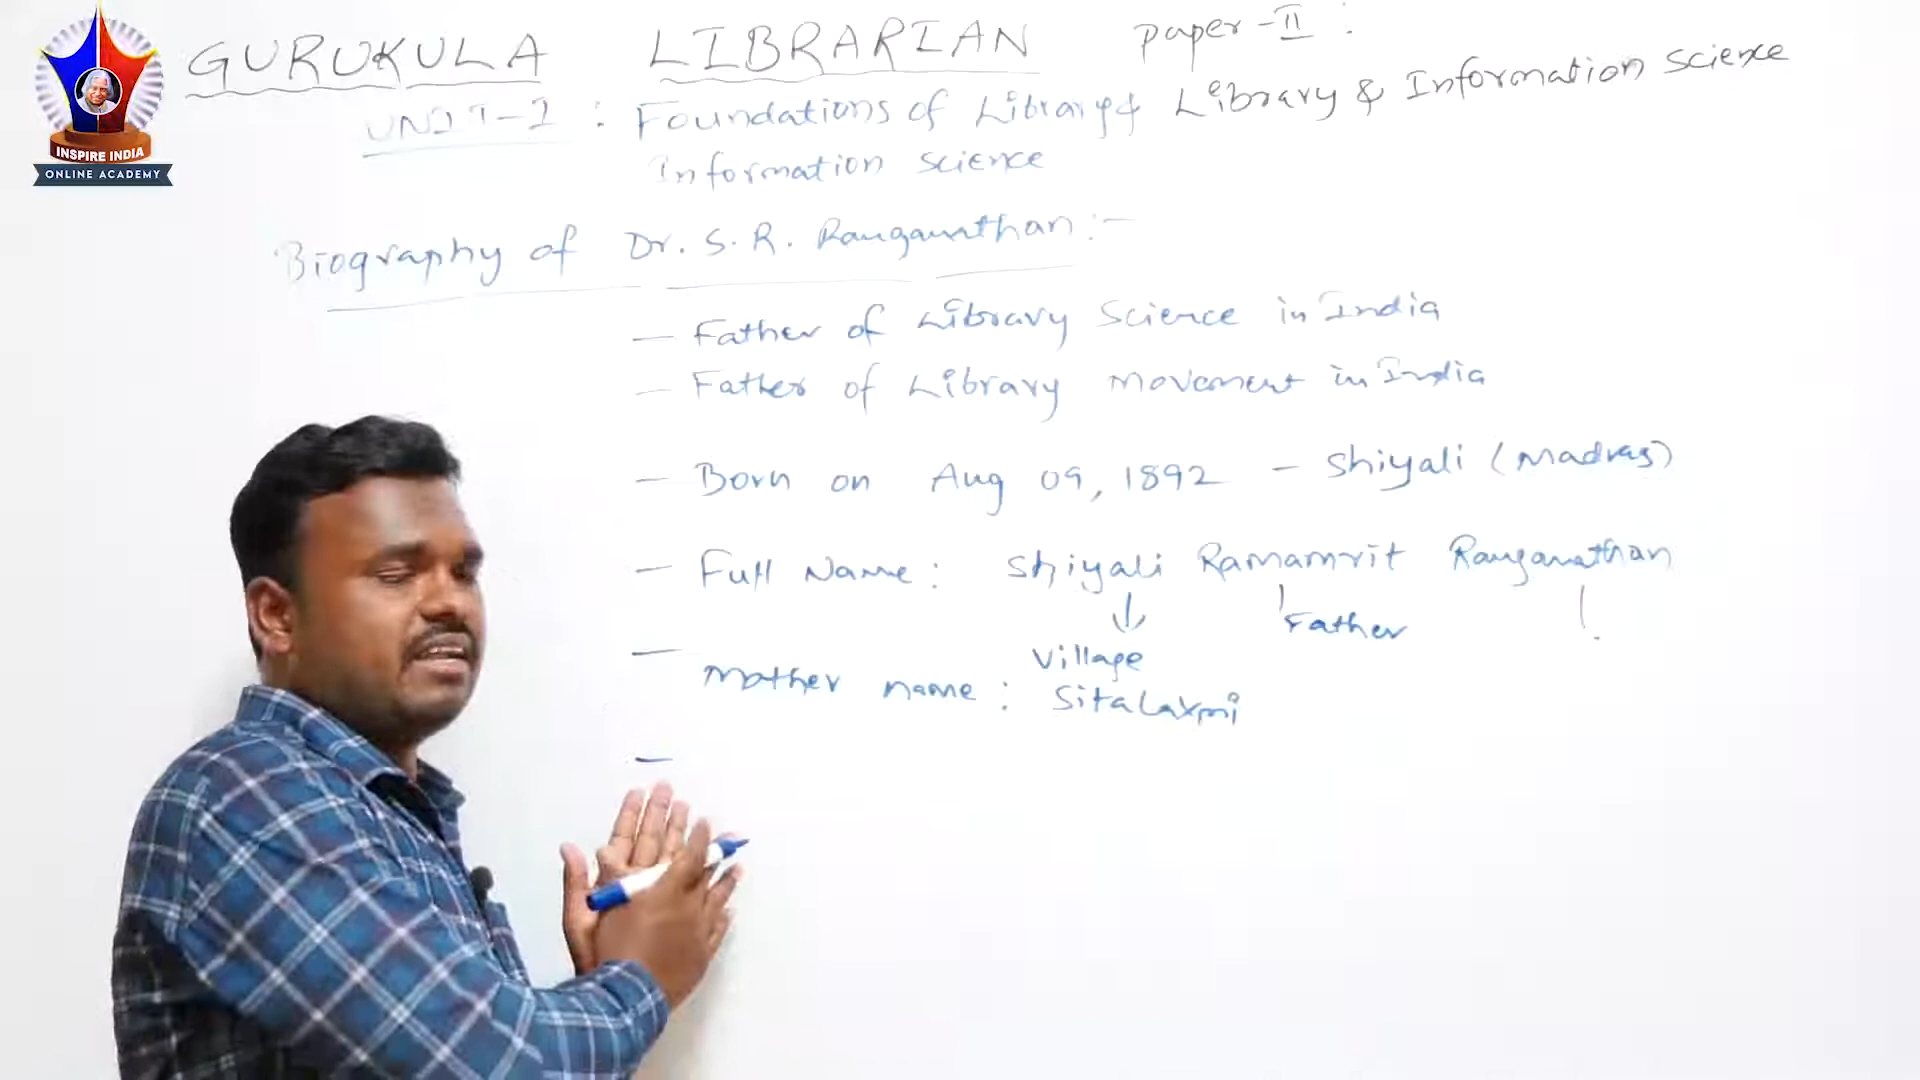 INSPIRE INDIA
ONLINE ACADEMY
GURUKULA LIBRARIAN Paper-II :
Library & Information Science
UNIT-I : Foundations of Library &
Information Science
Biography of Dr. S. R. Ranganathan :-
— Father of Library Science in India
— Father of Library Movement in India
— Born on Aug 09, 1892 - Shiyali (Madras)
— Full Name : Shiyali Ramamrit Ranganathan
Father
Village
— Mother name : Sitalaxmi
—